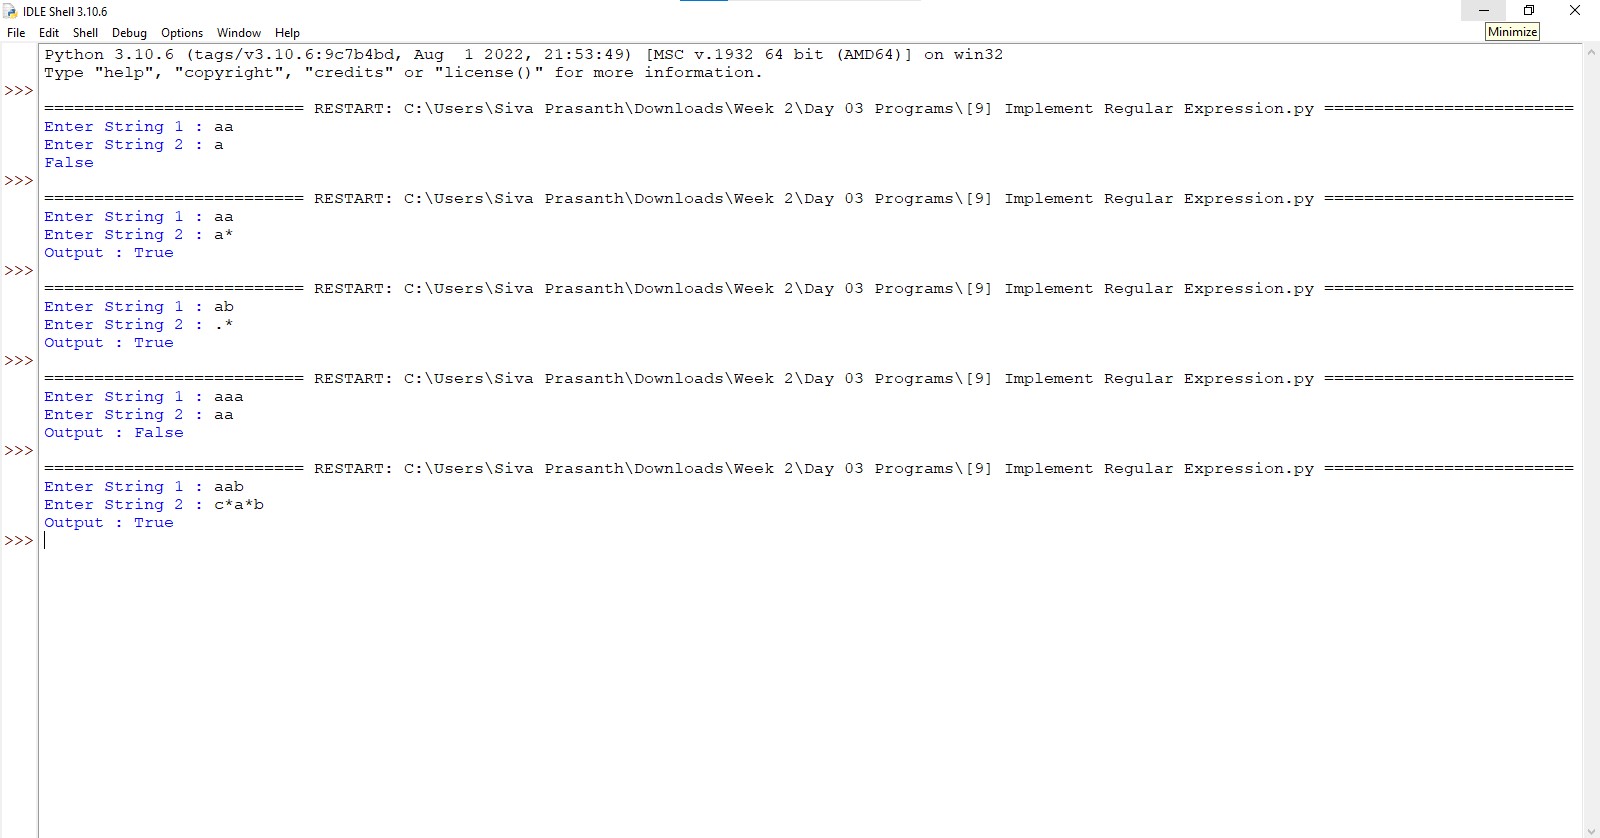 IDLE Shell 3.10.6
File Edit Shell Debug Options Window Help
Minimize
Python 3.10.6 (tags/v3.10.6:9c7b4bd, Aug  1 2022, 21:53:49) [MSC v.1932 64 bit (AMD64)] on win32
Type "help", "copyright", "credits" or "license()" for more information.
>>>
========================== RESTART: C:\Users\Siva Prasanth\Downloads\Week 2\Day 03 Programs\[9] Implement Regular Expression.py =========================
Enter String 1 : aa
Enter String 2 : a
False
>>>
========================== RESTART: C:\Users\Siva Prasanth\Downloads\Week 2\Day 03 Programs\[9] Implement Regular Expression.py =========================
Enter String 1 : aa
Enter String 2 : a*
Output : True
>>>
========================== RESTART: C:\Users\Siva Prasanth\Downloads\Week 2\Day 03 Programs\[9] Implement Regular Expression.py =========================
Enter String 1 : ab
Enter String 2 : .*
Output : True
>>>
========================== RESTART: C:\Users\Siva Prasanth\Downloads\Week 2\Day 03 Programs\[9] Implement Regular Expression.py =========================
Enter String 1 : aaa
Enter String 2 : aa
Output : False
>>>
========================== RESTART: C:\Users\Siva Prasanth\Downloads\Week 2\Day 03 Programs\[9] Implement Regular Expression.py =========================
Enter String 1 : aab
Enter String 2 : c*a*b
Output : True
>>>